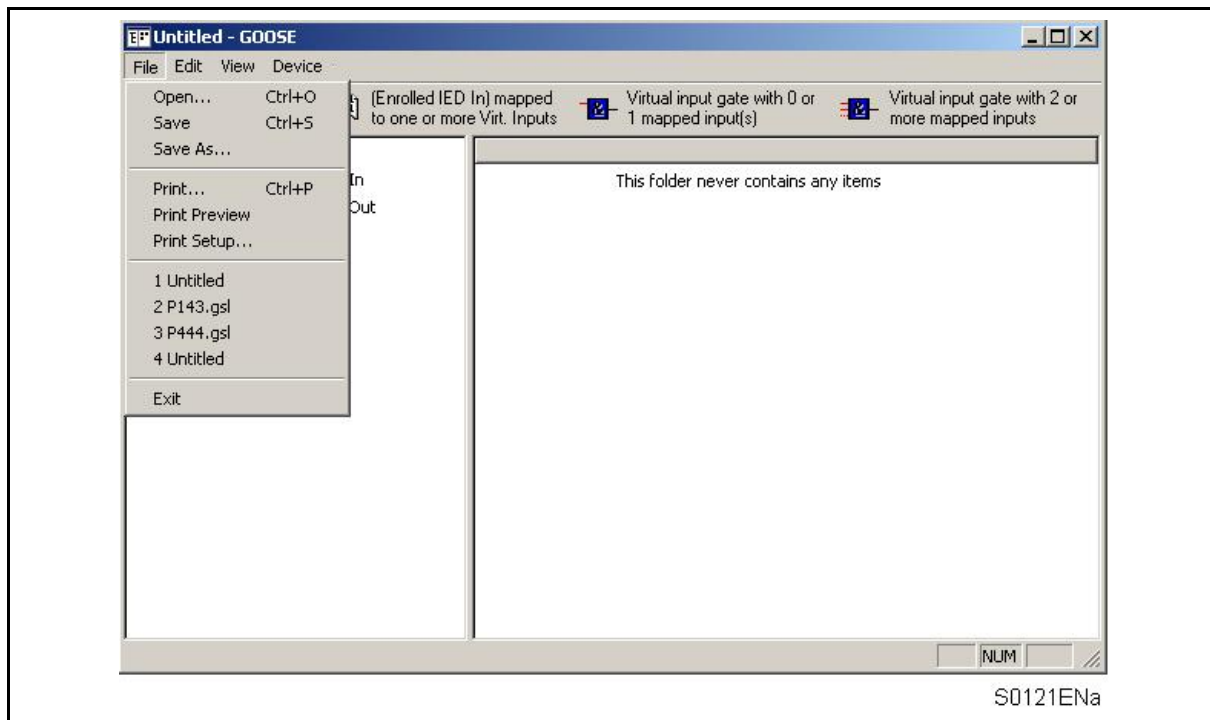 Untitled - GOOSE
File Edit View Device
Open... Ctrl+O
Save Ctrl+S
Save As...
Print... Ctrl+P
Print Preview
Print Setup...
1 Untitled
2 P143.gsl
3 P444.gsl
4 Untitled
Exit
(Enrolled IED In) mapped
to one or more Virt. Inputs
Virtual input gate with 0 or
1 mapped input(s)
Virtual input gate with 2 or
more mapped inputs
In
Out
This folder never contains any items
NUM
S0121ENa